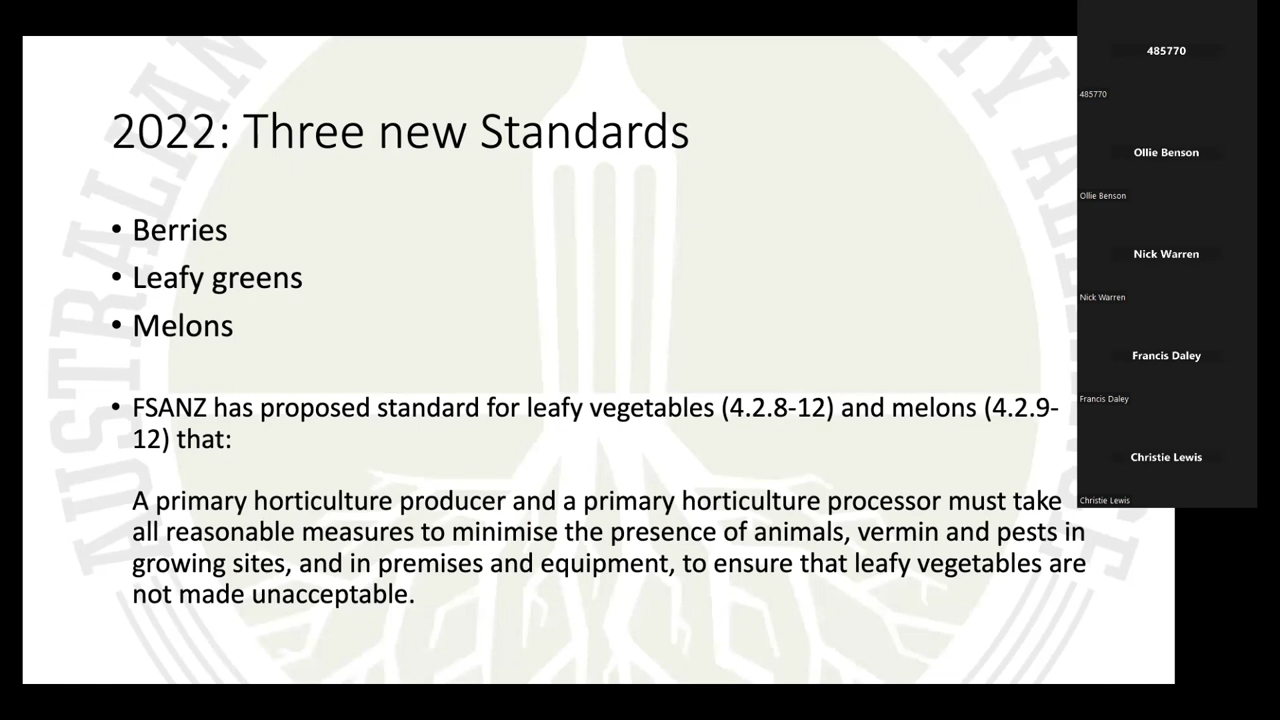 2022: Three new Standards
• Berries
• Leafy greens
• Melons
• FSANZ has proposed standard for leafy vegetables (4.2.8-12) and melons (4.2.9-
12) that:
A primary horticulture producer and a primary horticulture processor must take
all reasonable measures to minimise the presence of animals, vermin and pests in
growing sites, and in premises and equipment, to ensure that leafy vegetables are
not made unacceptable.
AUSTRALIAN
485770
485770
Ollie Benson
Ollie Benson
Nick Warren
Nick Warren
Francis Daley
Francis Daley
Christie Lewis
Christie Lewis